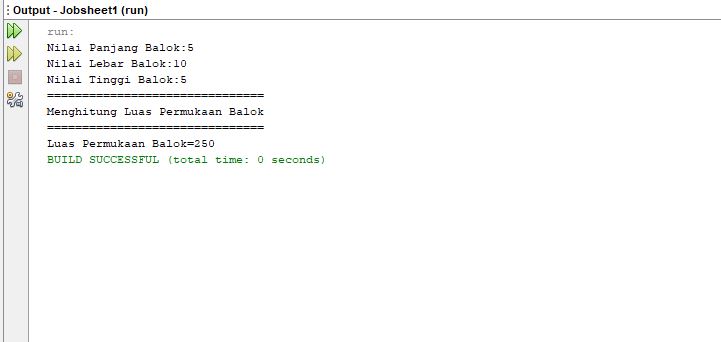 Output - Jobsheet1 (run)
run:
Nilai Panjang Balok:5
Nilai Lebar Balok:10
Nilai Tinggi Balok:5
===============================
Menghitung Luas Permukaan Balok
===============================
Luas Permukaan Balok=250
BUILD SUCCESSFUL (total time: 0 seconds)